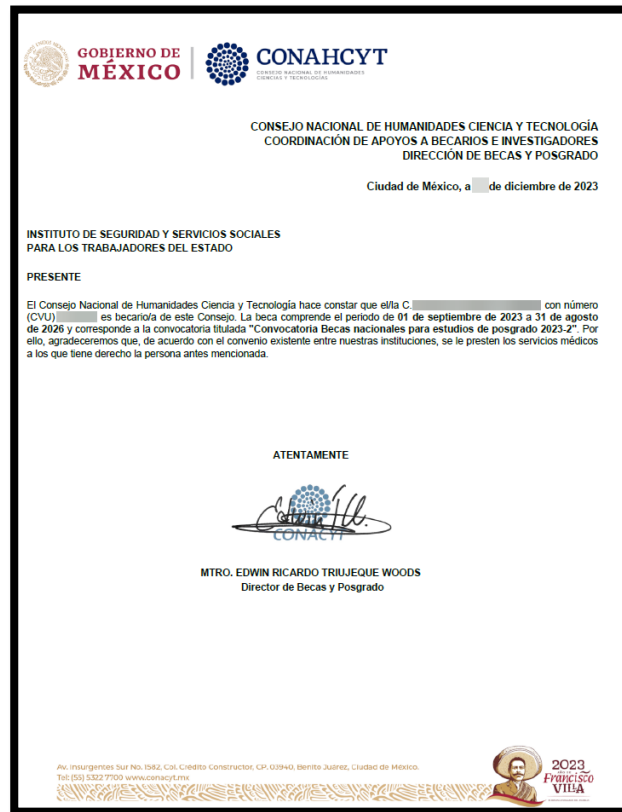 GOBIERNO DE
MÉXICO
CONAHCYT
CONSEJO NACIONAL DE HUMANIDADES
CIENCIAS Y TECNOLOGÍAS
CONSEJO NACIONAL DE HUMANIDADES CIENCIA Y TECNOLOGÍA
COORDINACIÓN DE APOYOS A BECARIOS E INVESTIGADORES
DIRECCIÓN DE BECAS Y POSGRADO
Ciudad de México, a de diciembre de 2023
INSTITUTO DE SEGURIDAD Y SERVICIOS SOCIALES
PARA LOS TRABAJADORES DEL ESTADO
PRESENTE
El Consejo Nacional de Humanidades Ciencia y Tecnología hace constar que el/la C. con número
(CVU) es becario/a de este Consejo. La beca comprende el periodo de 01 de septiembre de 2023 a 31 de agosto
de 2026 y corresponde a la convocatoria titulada "Convocatoria Becas nacionales para estudios de posgrado 2023-2". Por
ello, agradeceremos que, de acuerdo con el convenio existente entre nuestras instituciones, se le presten los servicios médicos
a los que tiene derecho la persona antes mencionada.
ATENTAMENTE
CONACYT
MTRO. EDWIN RICARDO TRIUJEQUE WOODS
Director de Becas y Posgrado
Av. Insurgentes Sur No. 1582, Col. Crédito Constructor, CP. 03940, Benito Juárez, Ciudad de México.
Tel: (55) 5322 7700 www.conacyt.mx
2023
Francisco
VILLA